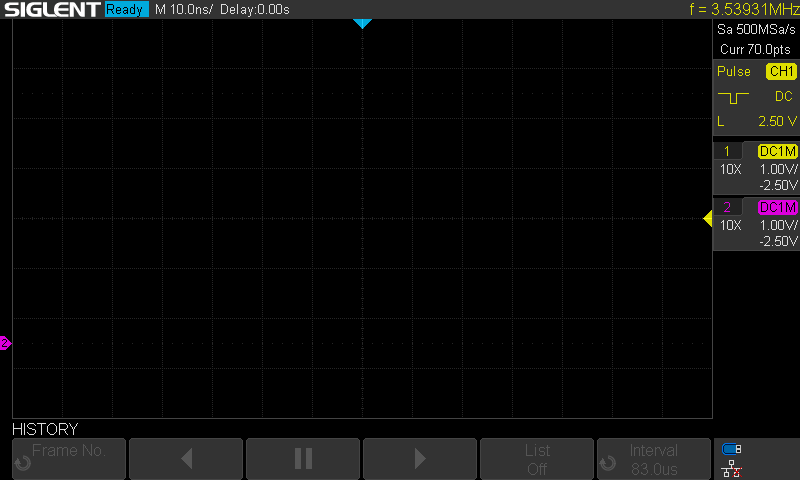 SIGLENT Ready M 10.0ns/ Delay:0.00s f = 3.53931MHz
Sa 500MSa/s
Curr 70.0pts
Pulse CH1
DC
L 2.50 V
1 DC1M
10X 1.00V/
-2.50V
2 DC1M
10X 1.00V/
-2.50V
2
HISTORY
Frame No. List Interval
Off 83.0us